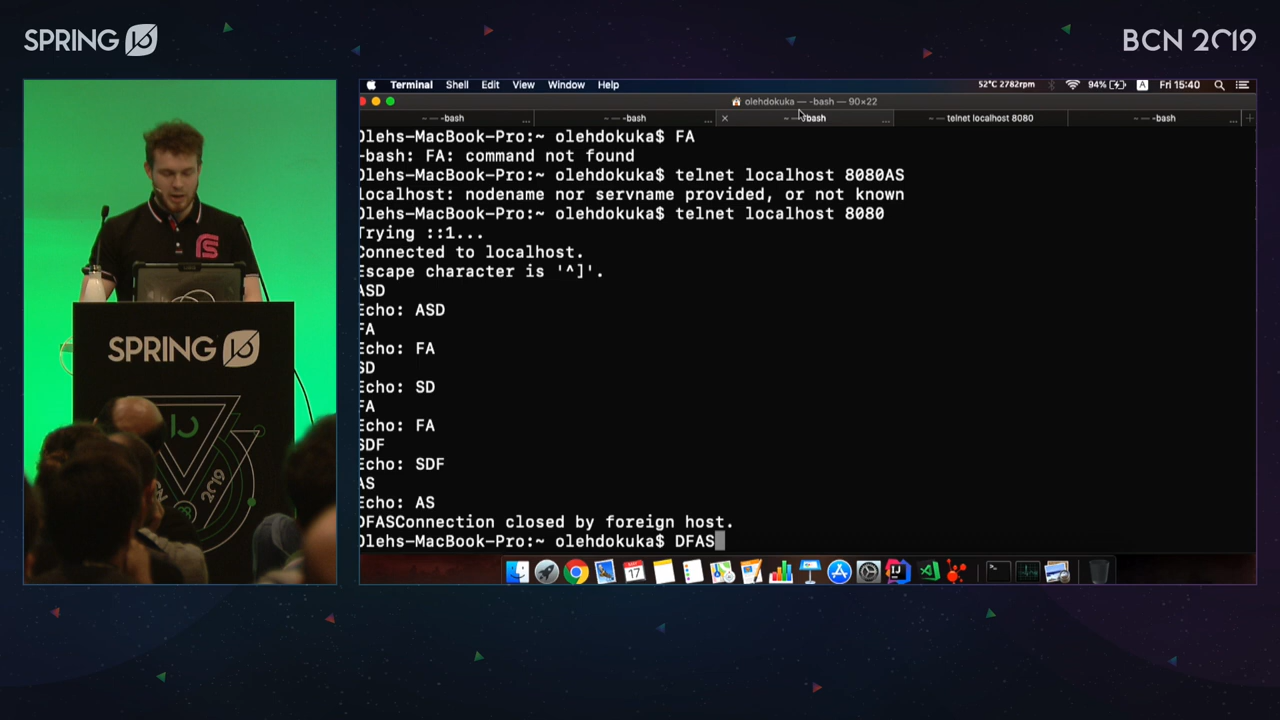 SPRING IO
BCN 2019
Terminal Shell Edit View Window Help
52°C 2782rpm
94%
A
Fri 15:40
olehdokuka — -bash — 90×22
~ — -bash ...
~ — -bash ...
× ~ — -bash ...
~ — telnet localhost 8080
~ — -bash ... +
Olehs-MacBook-Pro:~ olehdokuka$ FA
-bash: FA: command not found
Olehs-MacBook-Pro:~ olehdokuka$ telnet localhost 8080AS
localhost: nodename nor servname provided, or not known
Olehs-MacBook-Pro:~ olehdokuka$ telnet localhost 8080
Trying ::1...
Connected to localhost.
Escape character is '^]'.
ASD
Echo: ASD
FA
Echo: FA
SD
Echo: SD
FA
Echo: FA
SDF
Echo: SDF
AS
Echo: AS
DFASConnection closed by foreign host.
Olehs-MacBook-Pro:~ olehdokuka$ DFAS
17
IJ
SPRING IO
IO
2019